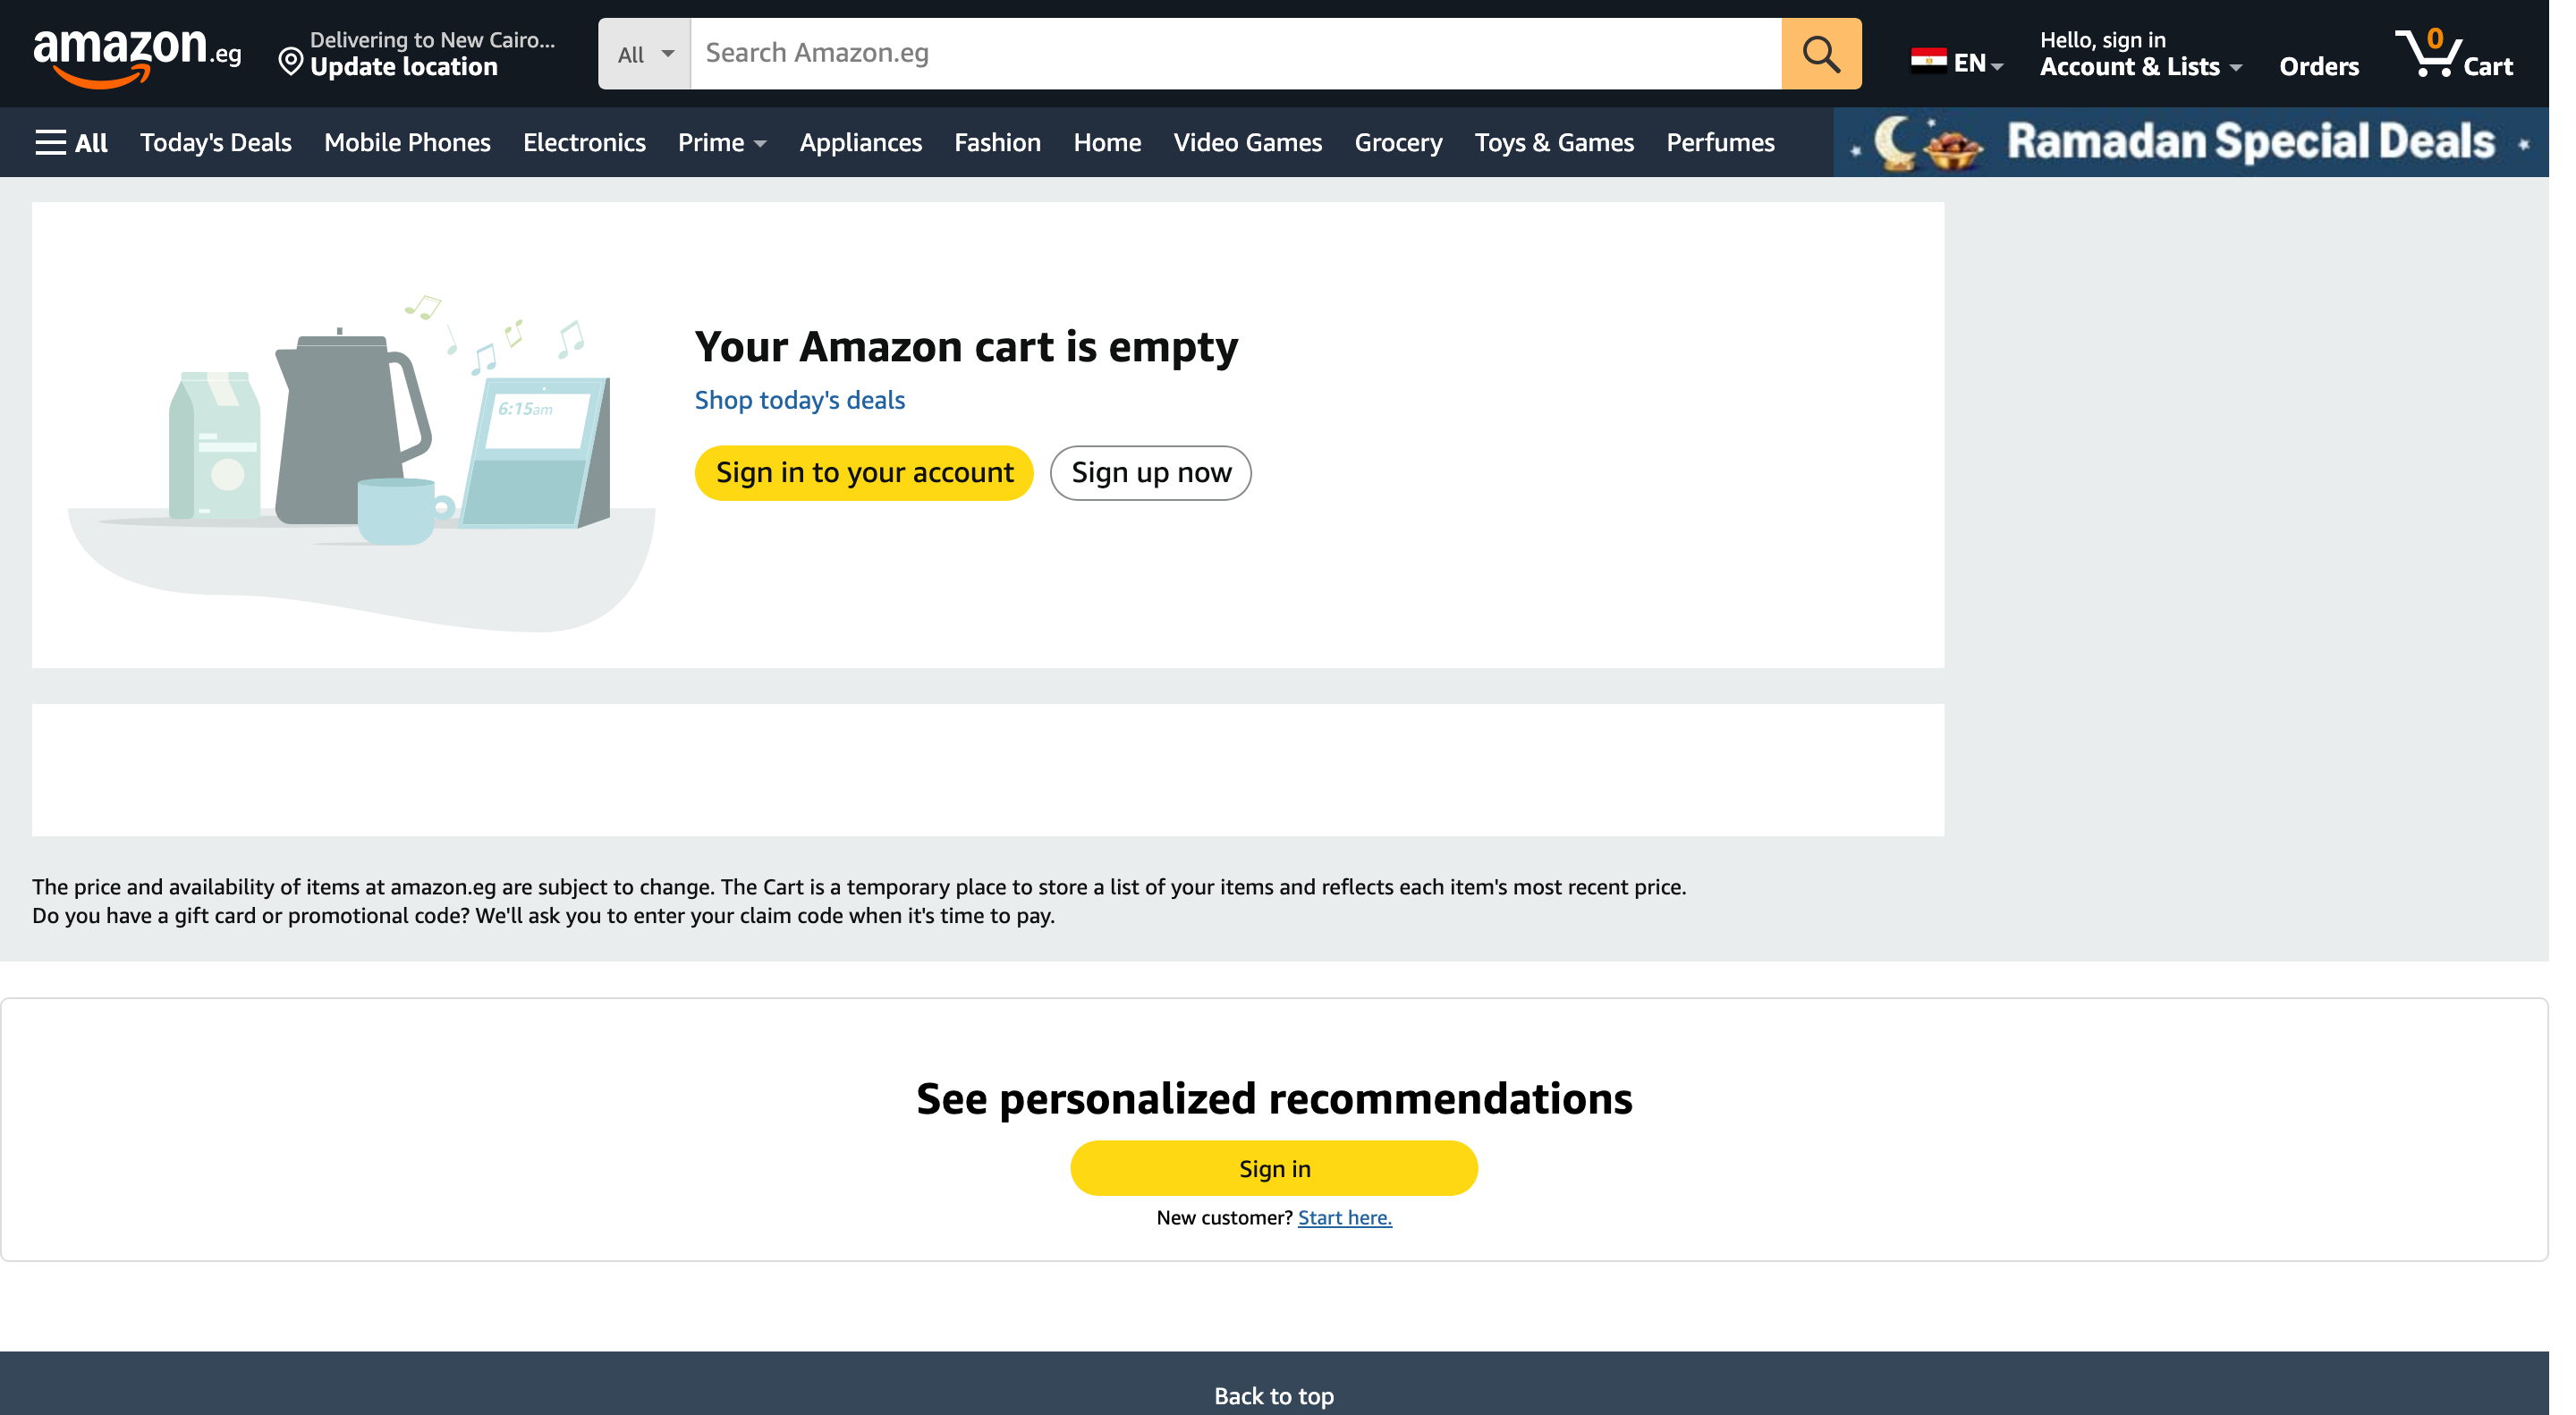 amazon.eg
Delivering to New Cairo...
Update location
All
Search Amazon.eg
EN
Hello, sign in
Account & Lists
Orders
0
Cart
All
Today's Deals
Mobile Phones
Electronics
Prime
Appliances
Fashion
Home
Video Games
Grocery
Toys & Games
Perfumes
Ramadan Special Deals
6:15am
Your Amazon cart is empty
Shop today's deals
Sign in to your account
Sign up now
The price and availability of items at amazon.eg are subject to change. The Cart is a temporary place to store a list of your items and reflects each item's most recent price.
Do you have a gift card or promotional code? We'll ask you to enter your claim code when it's time to pay.
See personalized recommendations
Sign in
New customer? Start here.
Back to top